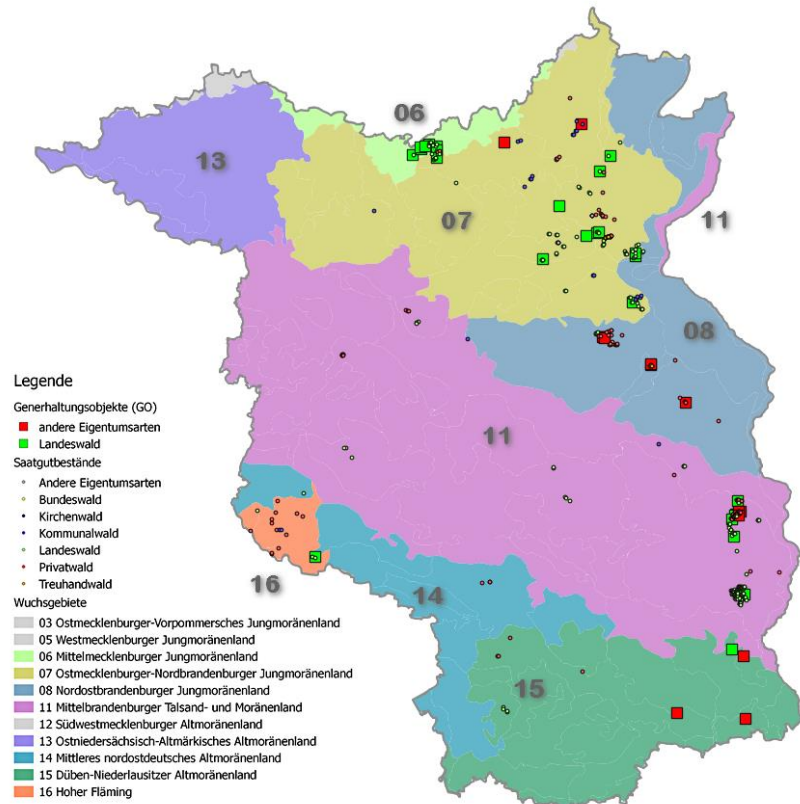 06
13
07
11
08
11
16
14
15
Legende
Generhaltungsobjekte (GO)
andere Eigentumsarten
Landeswald
Saatgutbestände
Andere Eigentumsarten
Bundeswald
Kirchenwald
Kommunalwald
Landeswald
Privatwald
Treuhandwald
Wuchsgebiete
03 Ostmecklenburger-Vorpommersches Jungmoränenland
05 Westmecklenburger Jungmoränenland
06 Mittelmecklenburger Jungmoränenland
07 Ostmecklenburger-Nordbrandenburger Jungmoränenland
08 Nordostbrandenburger Jungmoränenland
11 Mittelbrandenburger Talsand- und Moränenland
12 Südwestmecklenburger Altmoränenland
13 Ostniedersächsisch-Altmärkisches Altmoränenland
14 Mittleres nordostdeutsches Altmoränenland
15 Düben-Niederlausitzer Altmoränenland
16 Hoher Fläming